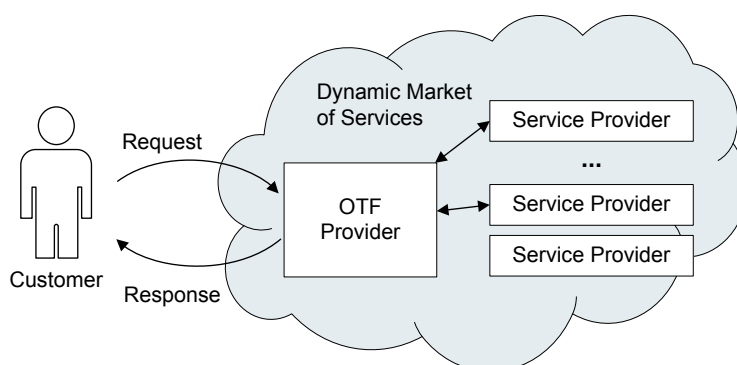 Dynamic Market
of Services
Service Provider
...
Request
OTF
Provider
Service Provider
Service Provider
Customer
Response